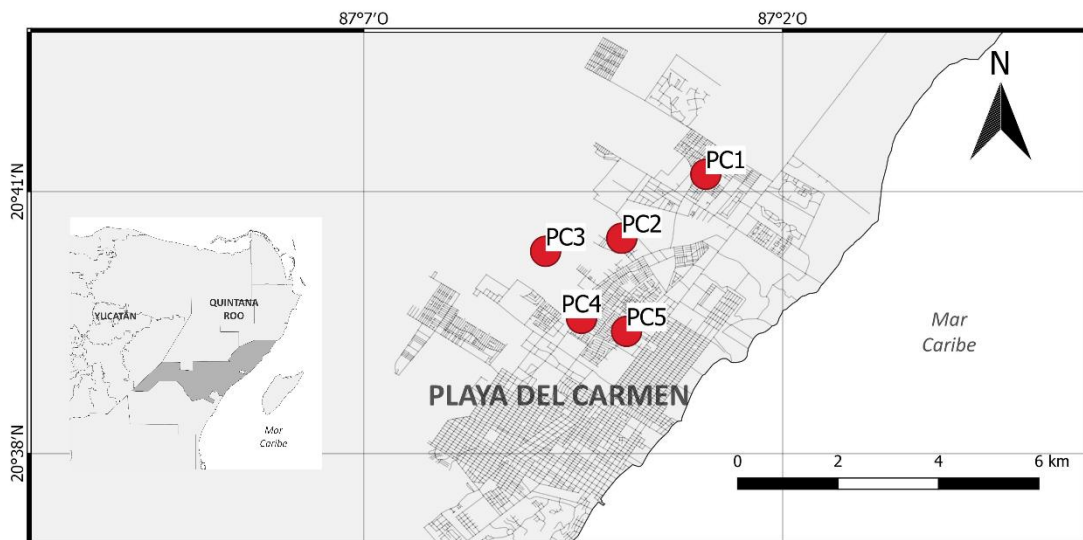 87°7'O
87°2'O
N
PC1
20°41'N
PC2
PC3
QUINTANA
ROO
YUCATÁN
PC4
PC5
Mar
Caribe
PLAYA DEL CARMEN
Mar
Caribe
20°38'N
0 2 4 6 km